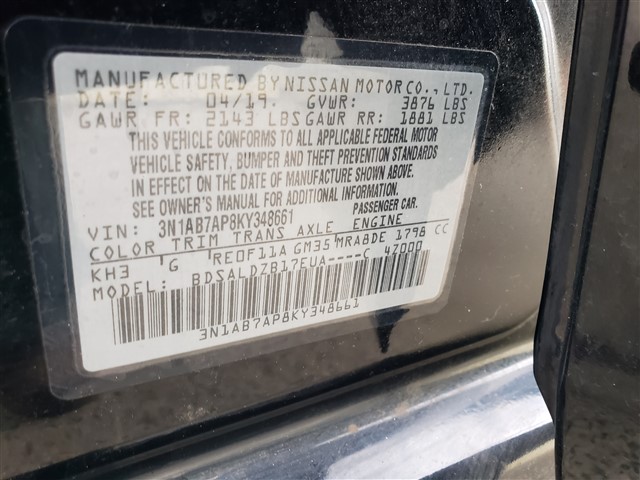 MANUFACTURED BY NISSAN MOTOR CO., LTD.
DATE: 04/19. GVWR: 3876 LBS
GAWR FR: 2143 LBS GAWR RR: 1881 LBS
THIS VEHICLE CONFORMS TO ALL APPLICABLE FEDERAL MOTOR
VEHICLE SAFETY, BUMPER AND THEFT PREVENTION STANDARDS
IN EFFECT ON THE DATE OF MANUFACTURE SHOWN ABOVE.
SEE OWNER'S MANUAL FOR ADDITIONAL INFORMATION.
VIN: 3N1AB7AP8KY348661 PASSENGER CAR.
COLOR TRIM TRANS AXLE ENGINE
KH3 'G 'RE0F11A GM35'MRA8DE 1798 CC
MODEL: BDSALDZB17EUA----C 47000
3N1AB7AP8KY348661